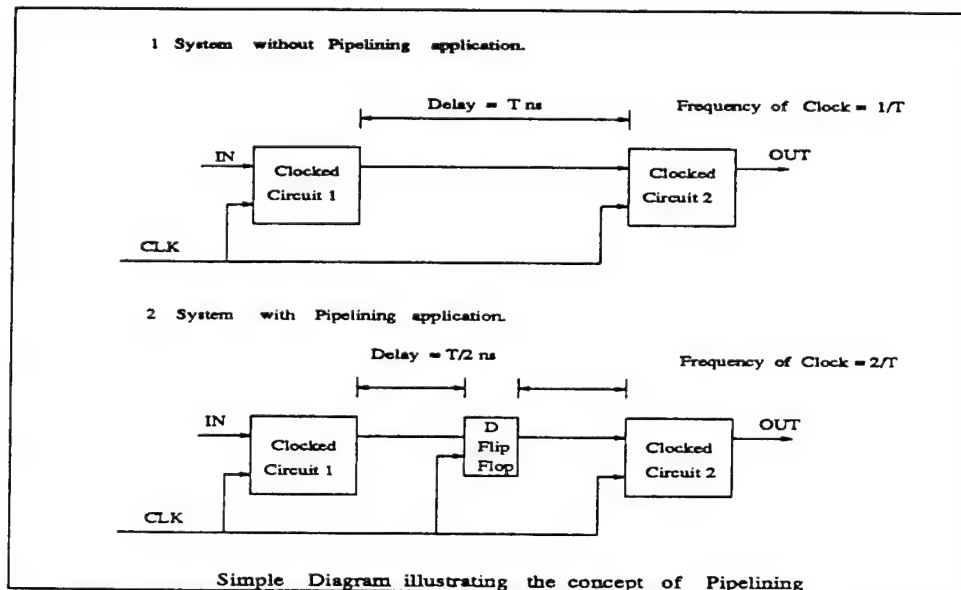 1 System without Pipelining application.
Delay = T ns
Frequency of Clock = 1/T
IN
Clocked
Circuit 1
Clocked
Circuit 2
OUT
CLK
2 System with Pipelining application.
Delay = T/2 ns
Frequency of Clock = 2/T
IN
Clocked
Circuit 1
D
Flip
Flop
Clocked
Circuit 2
OUT
CLK
Simple Diagram illustrating the concept of Pipelining